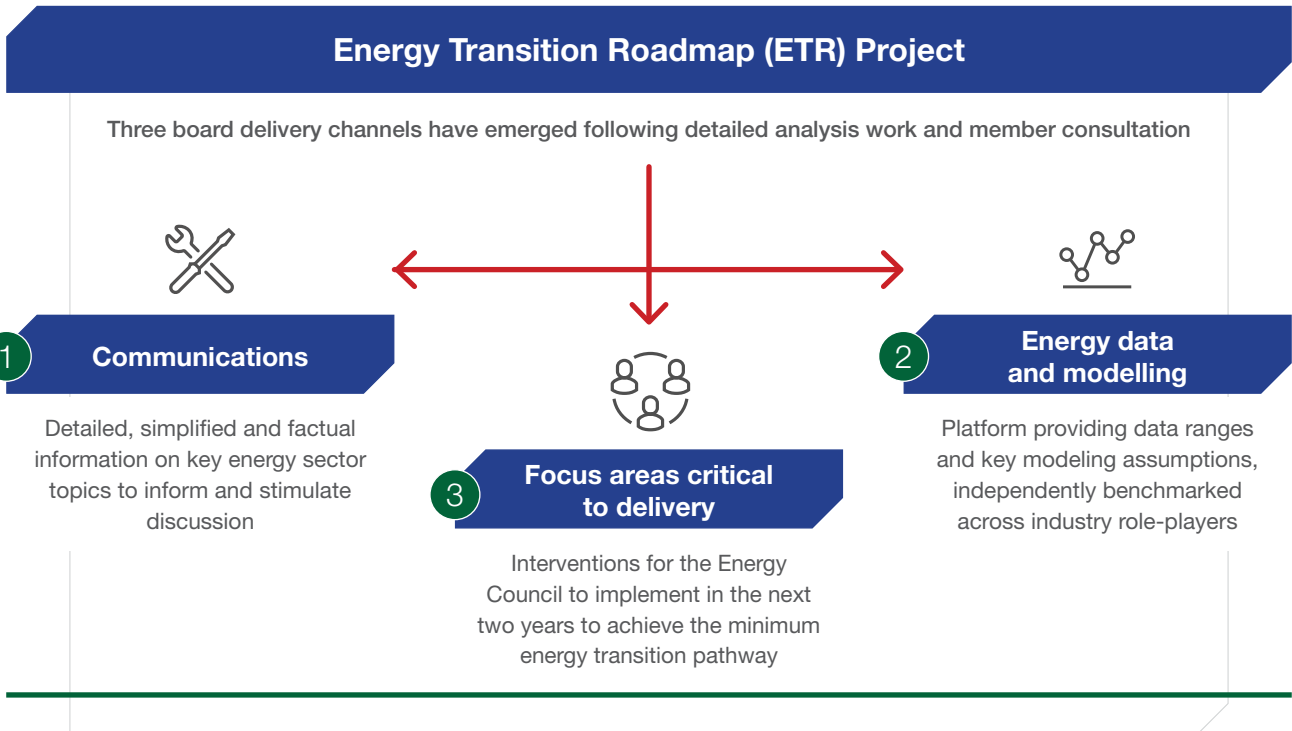 Energy Transition Roadmap (ETR) Project
Three board delivery channels have emerged following detailed analysis work and member consultation
1
Communications
Detailed, simplified and factual
information on key energy sector
topics to inform and stimulate
discussion
2
Energy data
and modelling
Platform providing data ranges
and key modeling assumptions,
independently benchmarked
across industry role-players
3
Focus areas critical
to delivery
Interventions for the Energy
Council to implement in the next
two years to achieve the minimum
energy transition pathway